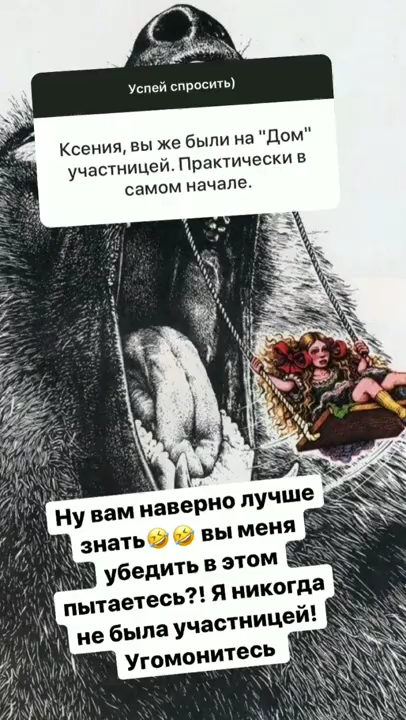 Успей спросить)
Ксения, вы же были на "Дом"
участницей. Практически в
самом начале.
Ну вам наверно лучше
знать🤣🤣 вы меня
убедить в этом
пытаетесь?! Я никогда
не была участницей!
Угомонитесь